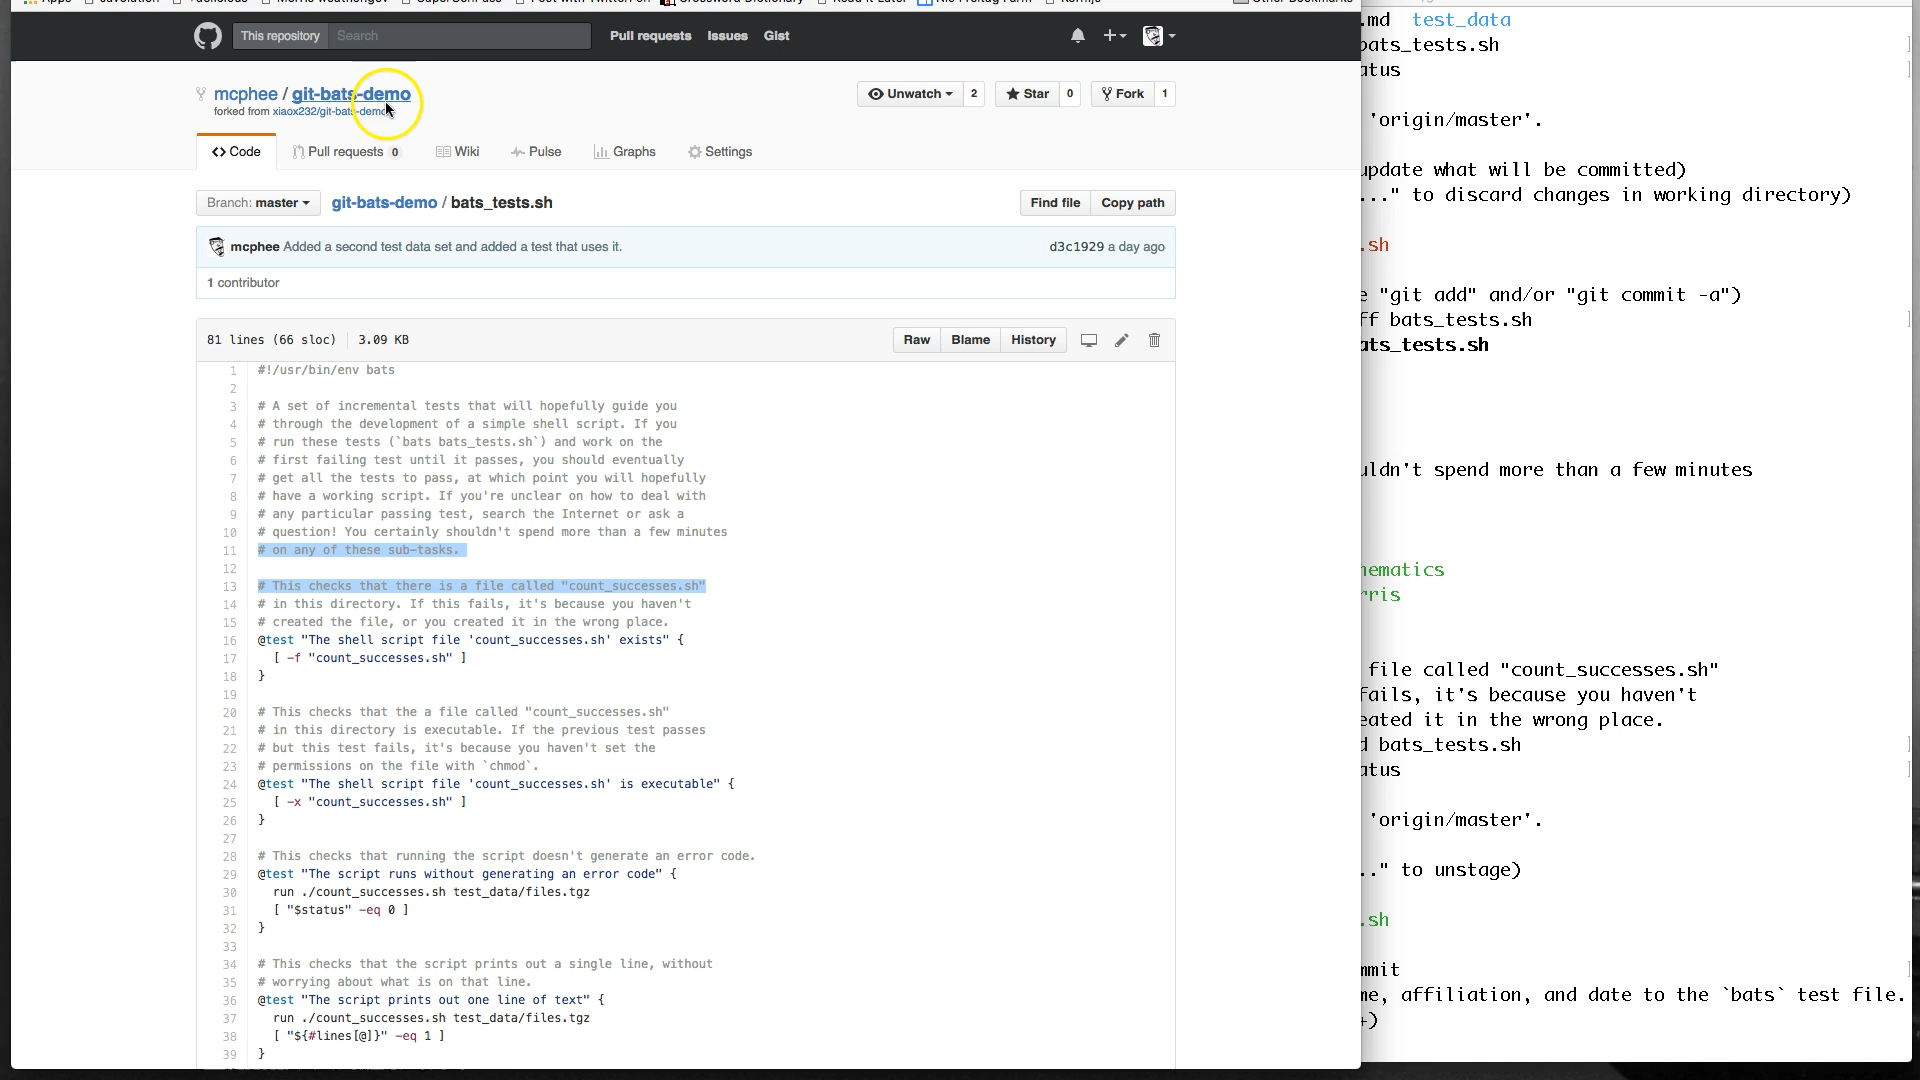 This repository Search Pull requests Issues Gist
mcphee / git-bats-demo
forked from xiaox232/git-bats-demo
Unwatch 2 Star 0 Fork 1
Code Pull requests 0 Wiki Pulse Graphs Settings
Branch: master git-bats-demo / bats_tests.sh Find file Copy path
mcphee Added a second test data set and added a test that uses it. d3c1929 a day ago
1 contributor
81 lines (66 sloc) 3.09 KB Raw Blame History
1 #!/usr/bin/env bats
2
3 # A set of incremental tests that will hopefully guide you
4 # through the development of a simple shell script. If you
5 # run these tests (`bats bats_tests.sh`) and work on the
6 # first failing test until it passes, you should eventually
7 # get all the tests to pass, at which point you will hopefully
8 # have a working script. If you're unclear on how to deal with
9 # any particular passing test, search the Internet or ask a
10 # question! You certainly shouldn't spend more than a few minutes
11 # on any of these sub-tasks.
12
13 # This checks that there is a file called "count_successes.sh"
14 # in this directory. If this fails, it's because you haven't
15 # created the file, or you created it in the wrong place.
16 @test "The shell script file 'count_successes.sh' exists" {
17 [ -f "count_successes.sh" ]
18 }
19
20 # This checks that the a file called "count_successes.sh"
21 # in this directory is executable. If the previous test passes
22 # but this test fails, it's because you haven't set the
23 # permissions on the file with `chmod`.
24 @test "The shell script file 'count_successes.sh' is executable" {
25 [ -x "count_successes.sh" ]
26 }
27
28 # This checks that running the script doesn't generate an error code.
29 @test "The script runs without generating an error code" {
30 run ./count_successes.sh test_data/files.tgz
31 [ "$status" -eq 0 ]
32 }
33
34 # This checks that the script prints out a single line, without
35 # worrying about what is on that line.
36 @test "The script prints out one line of text" {
37 run ./count_successes.sh test_data/files.tgz
38 [ "${#lines[@]}" -eq 1 ]
39 }
.md test_data
bats_tests.sh
atus
'origin/master'.
update what will be committed)
..." to discard changes in working directory)
.sh
e "git add" and/or "git commit -a")
ff bats_tests.sh
ats_tests.sh
uldn't spend more than a few minutes
hematics
rris
file called "count_successes.sh"
fails, it's because you haven't
eated it in the wrong place.
d bats_tests.sh
atus
'origin/master'.
.." to unstage)
.sh
mmit
me, affiliation, and date to the `bats` test file.
+)